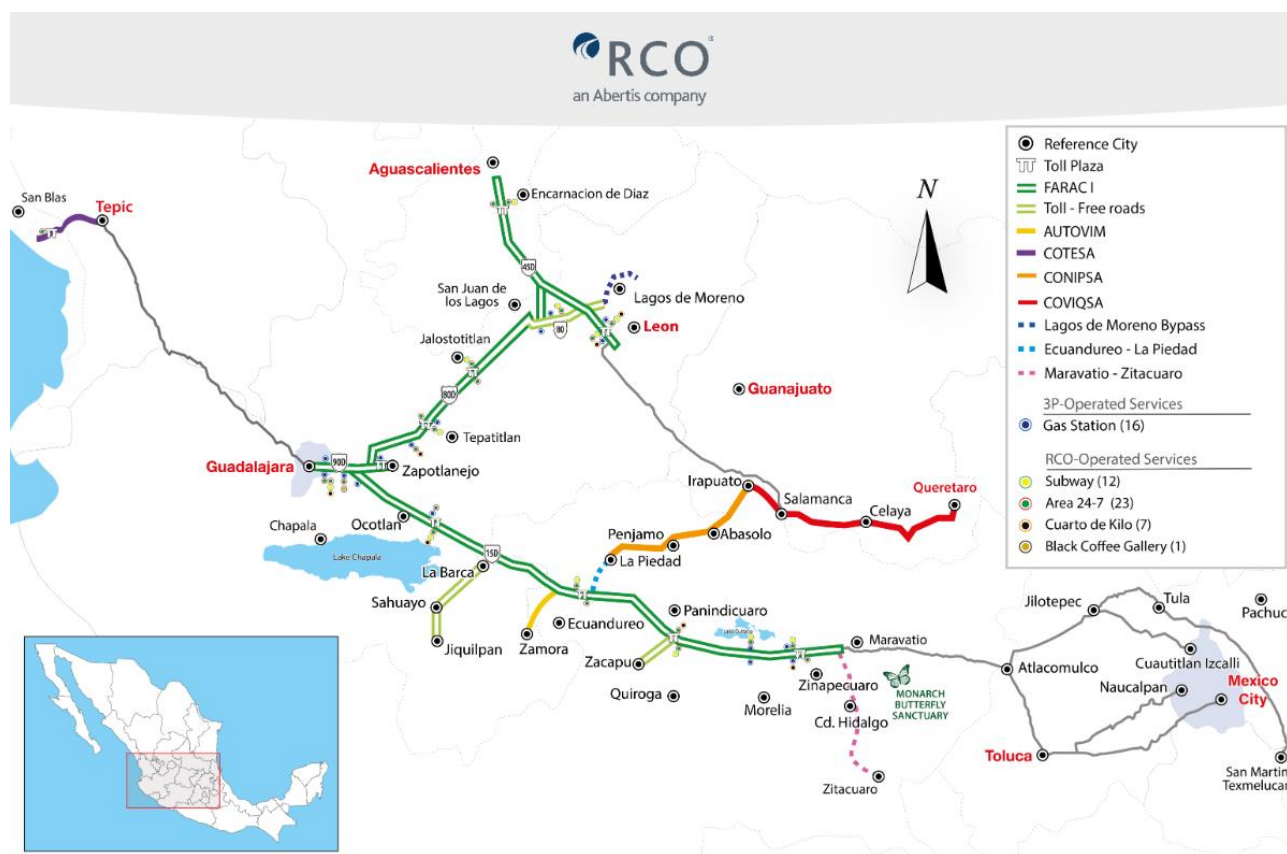 RCO
an Abertis company
Reference City
Toll Plaza
FARAC I
Toll - Free roads
AUTOVIM
COTESA
CONIPSA
COVIQSA
Lagos de Moreno Bypass
Ecuandureo - La Piedad
Maravatio - Zitacuaro
3P-Operated Services
Gas Station (16)
RCO-Operated Services
Subway (12)
Area 24-7 (23)
Cuarto de Kilo (7)
Black Coffee Gallery (1)
N
Aguascalientes
Encarnacion de Diaz
San Blas
Tepic
45D
San Juan de
los Lagos
Lagos de Moreno
Leon
80
Jalostotitlan
80D
Guanajuato
Tepatitlan
Guadalajara
90D
Zapotlanejo
Irapuato
Salamanca
Celaya
Queretaro
Ocotlan
Chapala
Lake Chapala
15D
Penjamo
Abasolo
La Barca
La Piedad
Sahuayo
Jiquilpan
Zamora
Ecuandureo
Panindicuaro
Zacapu
Quiroga
Morelia
Zinapecuaro
Maravatio
Cd. Hidalgo
Zitacuaro
MONARCH
BUTTERFLY
SANCTUARY
Jilotepec
Tula
Pachuc
Atlacomulco
Cuautitlan Izcalli
Naucalpan
Mexico
City
Toluca
San Martin
Texmelucan